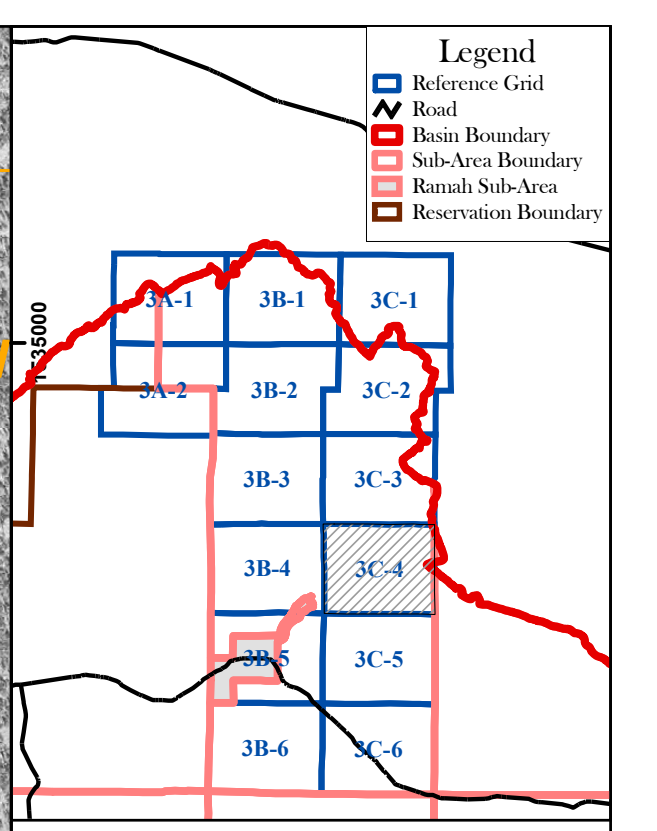 Legend
Reference Grid
Road
Basin Boundary
Sub-Area Boundary
Ramah Sub-Area
Reservation Boundary
3A-1
3B-1
3C-1
35000
3A-2
3B-2
3C-2
3B-3
3C-3
3B-4
3C-4
3B-5
3C-5
3B-6
3C-6